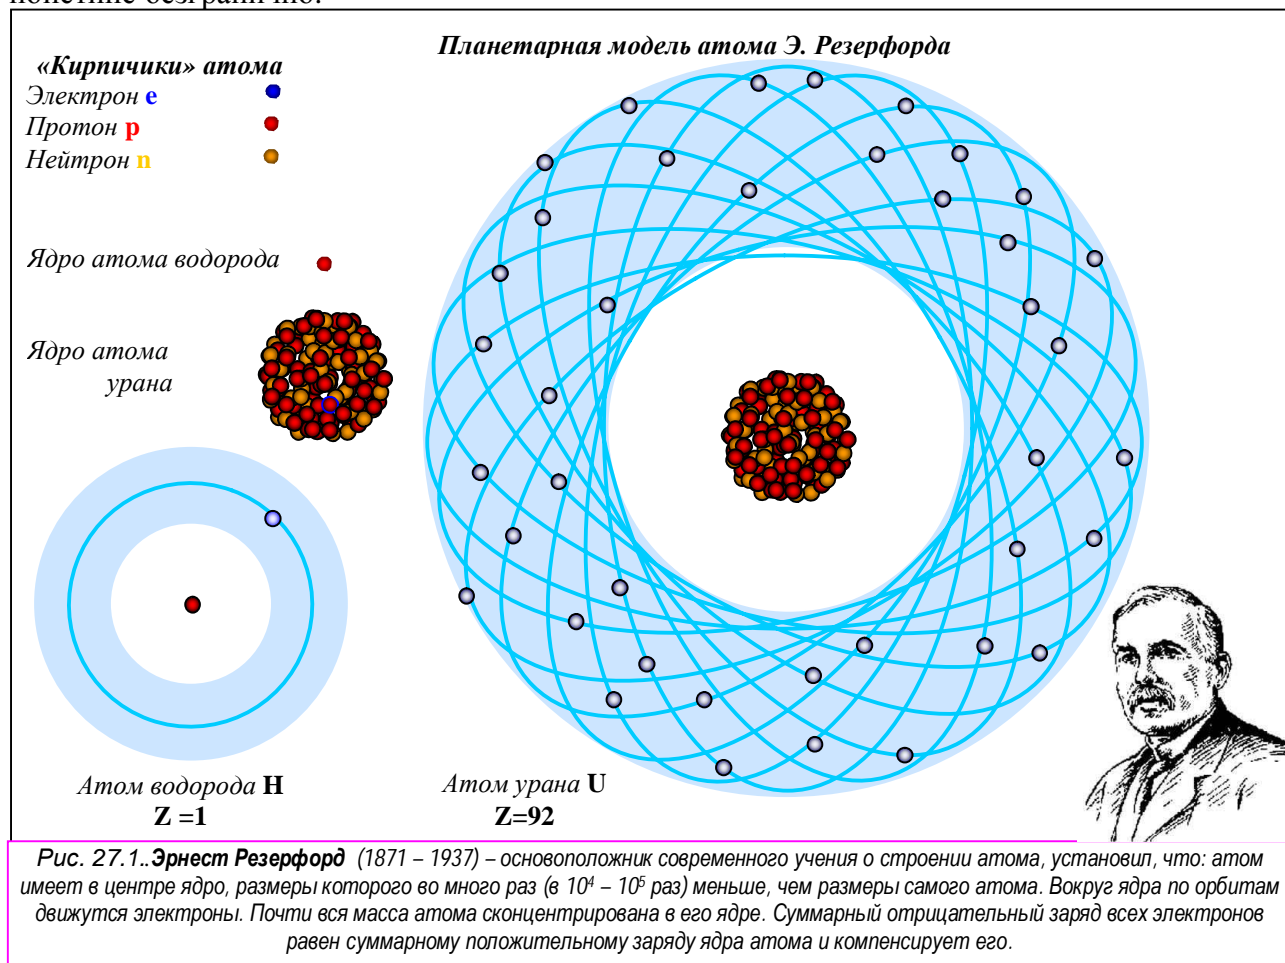 поистине безгранично.
Планетарная модель атома Э. Резерфорда
«Кирпичики» атома
Электрон e
Протон p
Нейтрон n
Ядро атома водорода
Ядро атома
урана
Атом водорода H
Z =1
Атом урана U
Z=92
Рис. 27.1..Эрнест Резерфорд (1871 – 1937) – основоположник современного учения о строении атома, установил, что: атом
имеет в центре ядро, размеры которого во много раз (в 10⁴ – 10⁵ раз) меньше, чем размеры самого атома. Вокруг ядра по орбитам
движутся электроны. Почти вся масса атома сконцентрирована в его ядре. Суммарный отрицательный заряд всех электронов
равен суммарному положительному заряду ядра атома и компенсирует его.